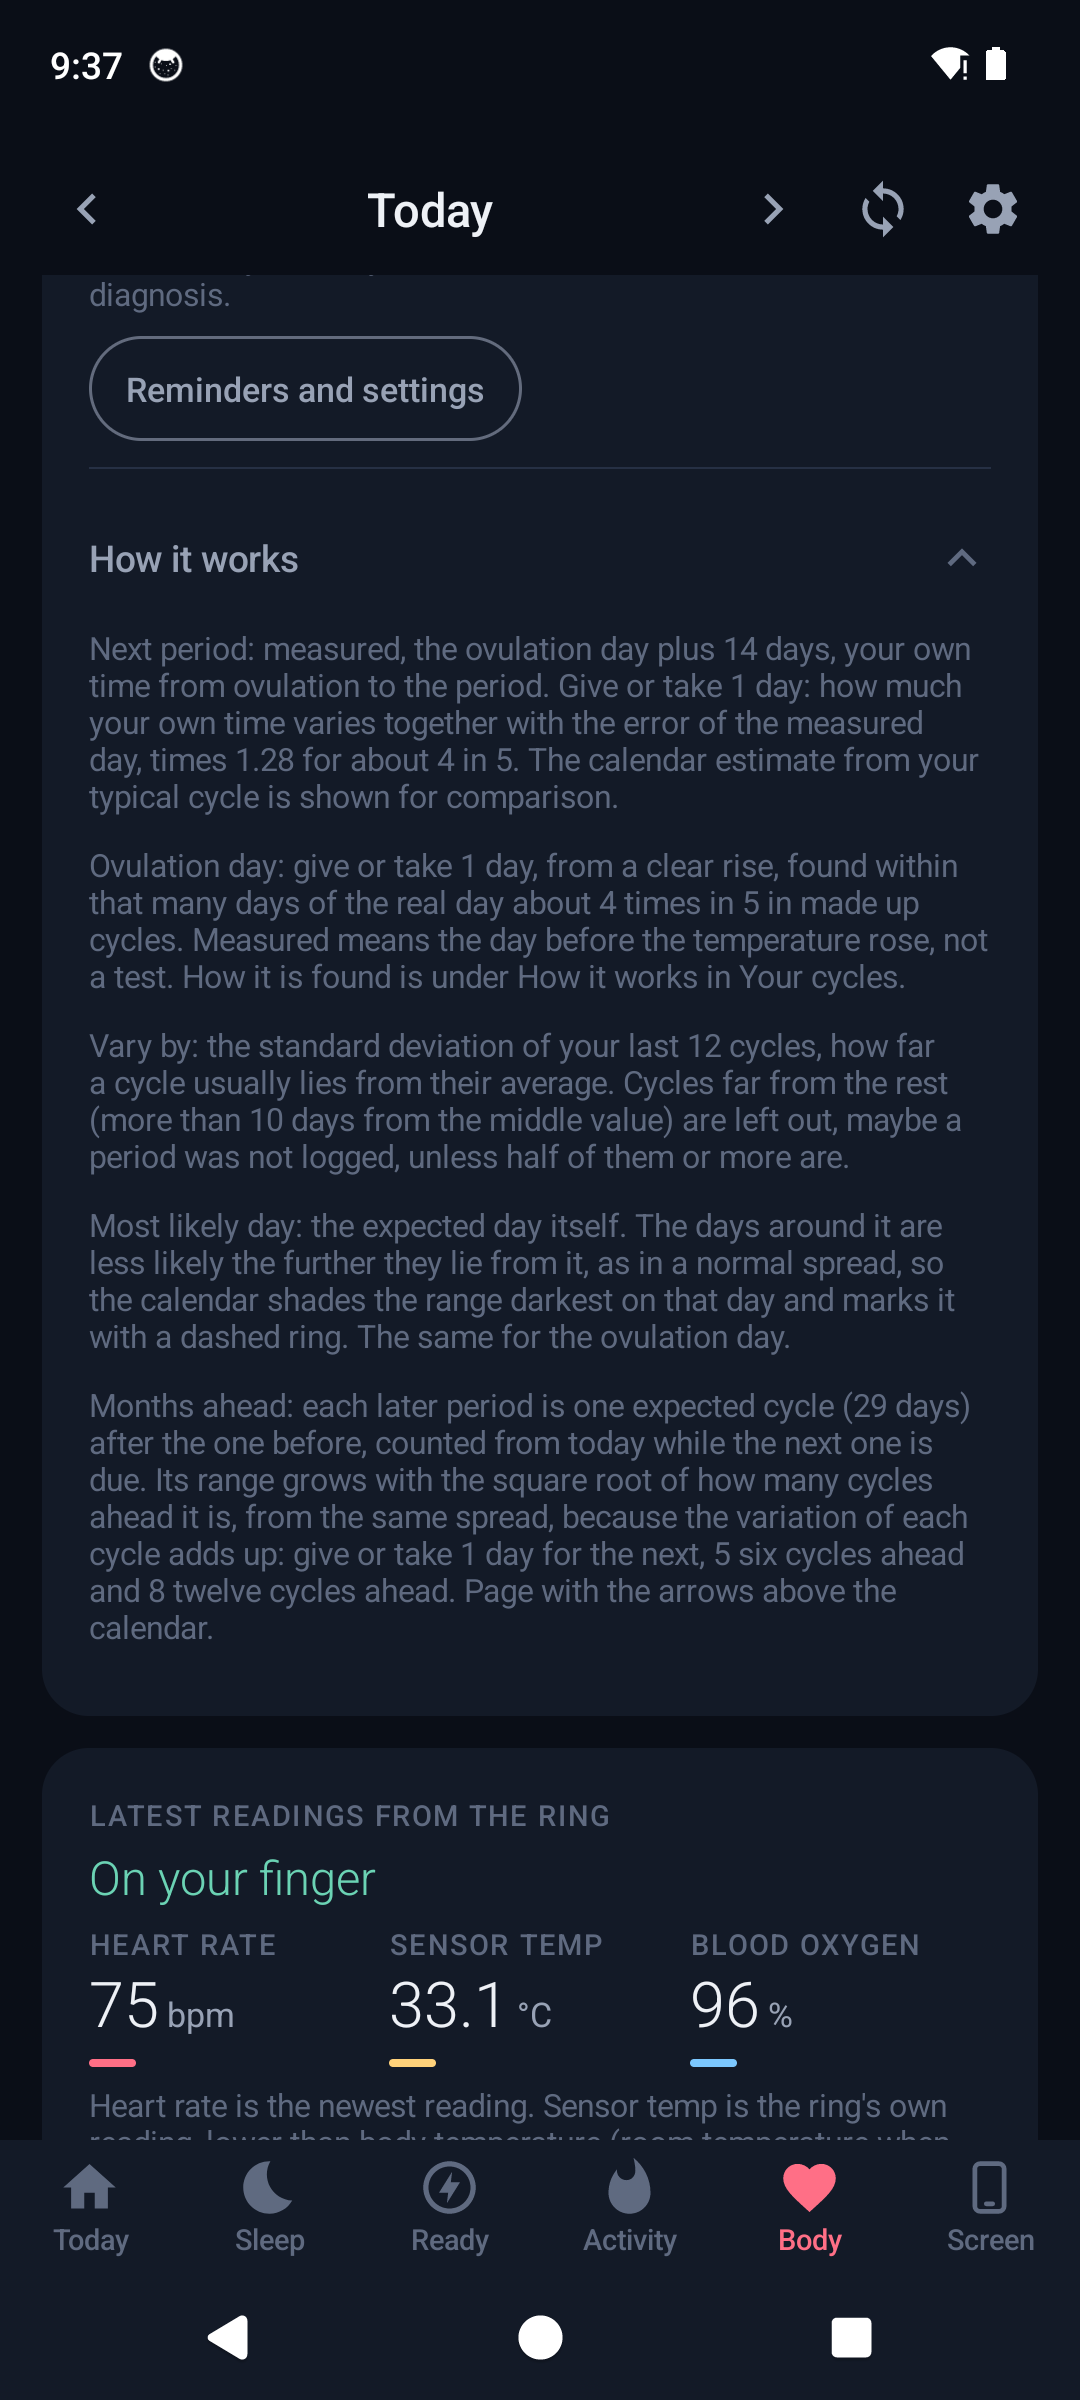 9:37
Today
diagnosis.
Reminders and settings
How it works
Next period: measured, the ovulation day plus 14 days, your own
time from ovulation to the period. Give or take 1 day: how much
your own time varies together with the error of the measured
day, times 1.28 for about 4 in 5. The calendar estimate from your
typical cycle is shown for comparison.
Ovulation day: give or take 1 day, from a clear rise, found within
that many days of the real day about 4 times in 5 in made up
cycles. Measured means the day before the temperature rose, not
a test. How it is found is under How it works in Your cycles.
Vary by: the standard deviation of your last 12 cycles, how far
a cycle usually lies from their average. Cycles far from the rest
(more than 10 days from the middle value) are left out, maybe a
period was not logged, unless half of them or more are.
Most likely day: the expected day itself. The days around it are
less likely the further they lie from it, as in a normal spread, so
the calendar shades the range darkest on that day and marks it
with a dashed ring. The same for the ovulation day.
Months ahead: each later period is one expected cycle (29 days)
after the one before, counted from today while the next one is
due. Its range grows with the square root of how many cycles
ahead it is, from the same spread, because the variation of each
cycle adds up: give or take 1 day for the next, 5 six cycles ahead
and 8 twelve cycles ahead. Page with the arrows above the
calendar.
LATEST READINGS FROM THE RING
On your finger
HEART RATE SENSOR TEMP BLOOD OXYGEN
75 bpm 33.1 °C 96 %
Heart rate is the newest reading. Sensor temp is the ring's own
reading, lower than body temperature (room temperature when
Today Sleep Ready Activity Body Screen